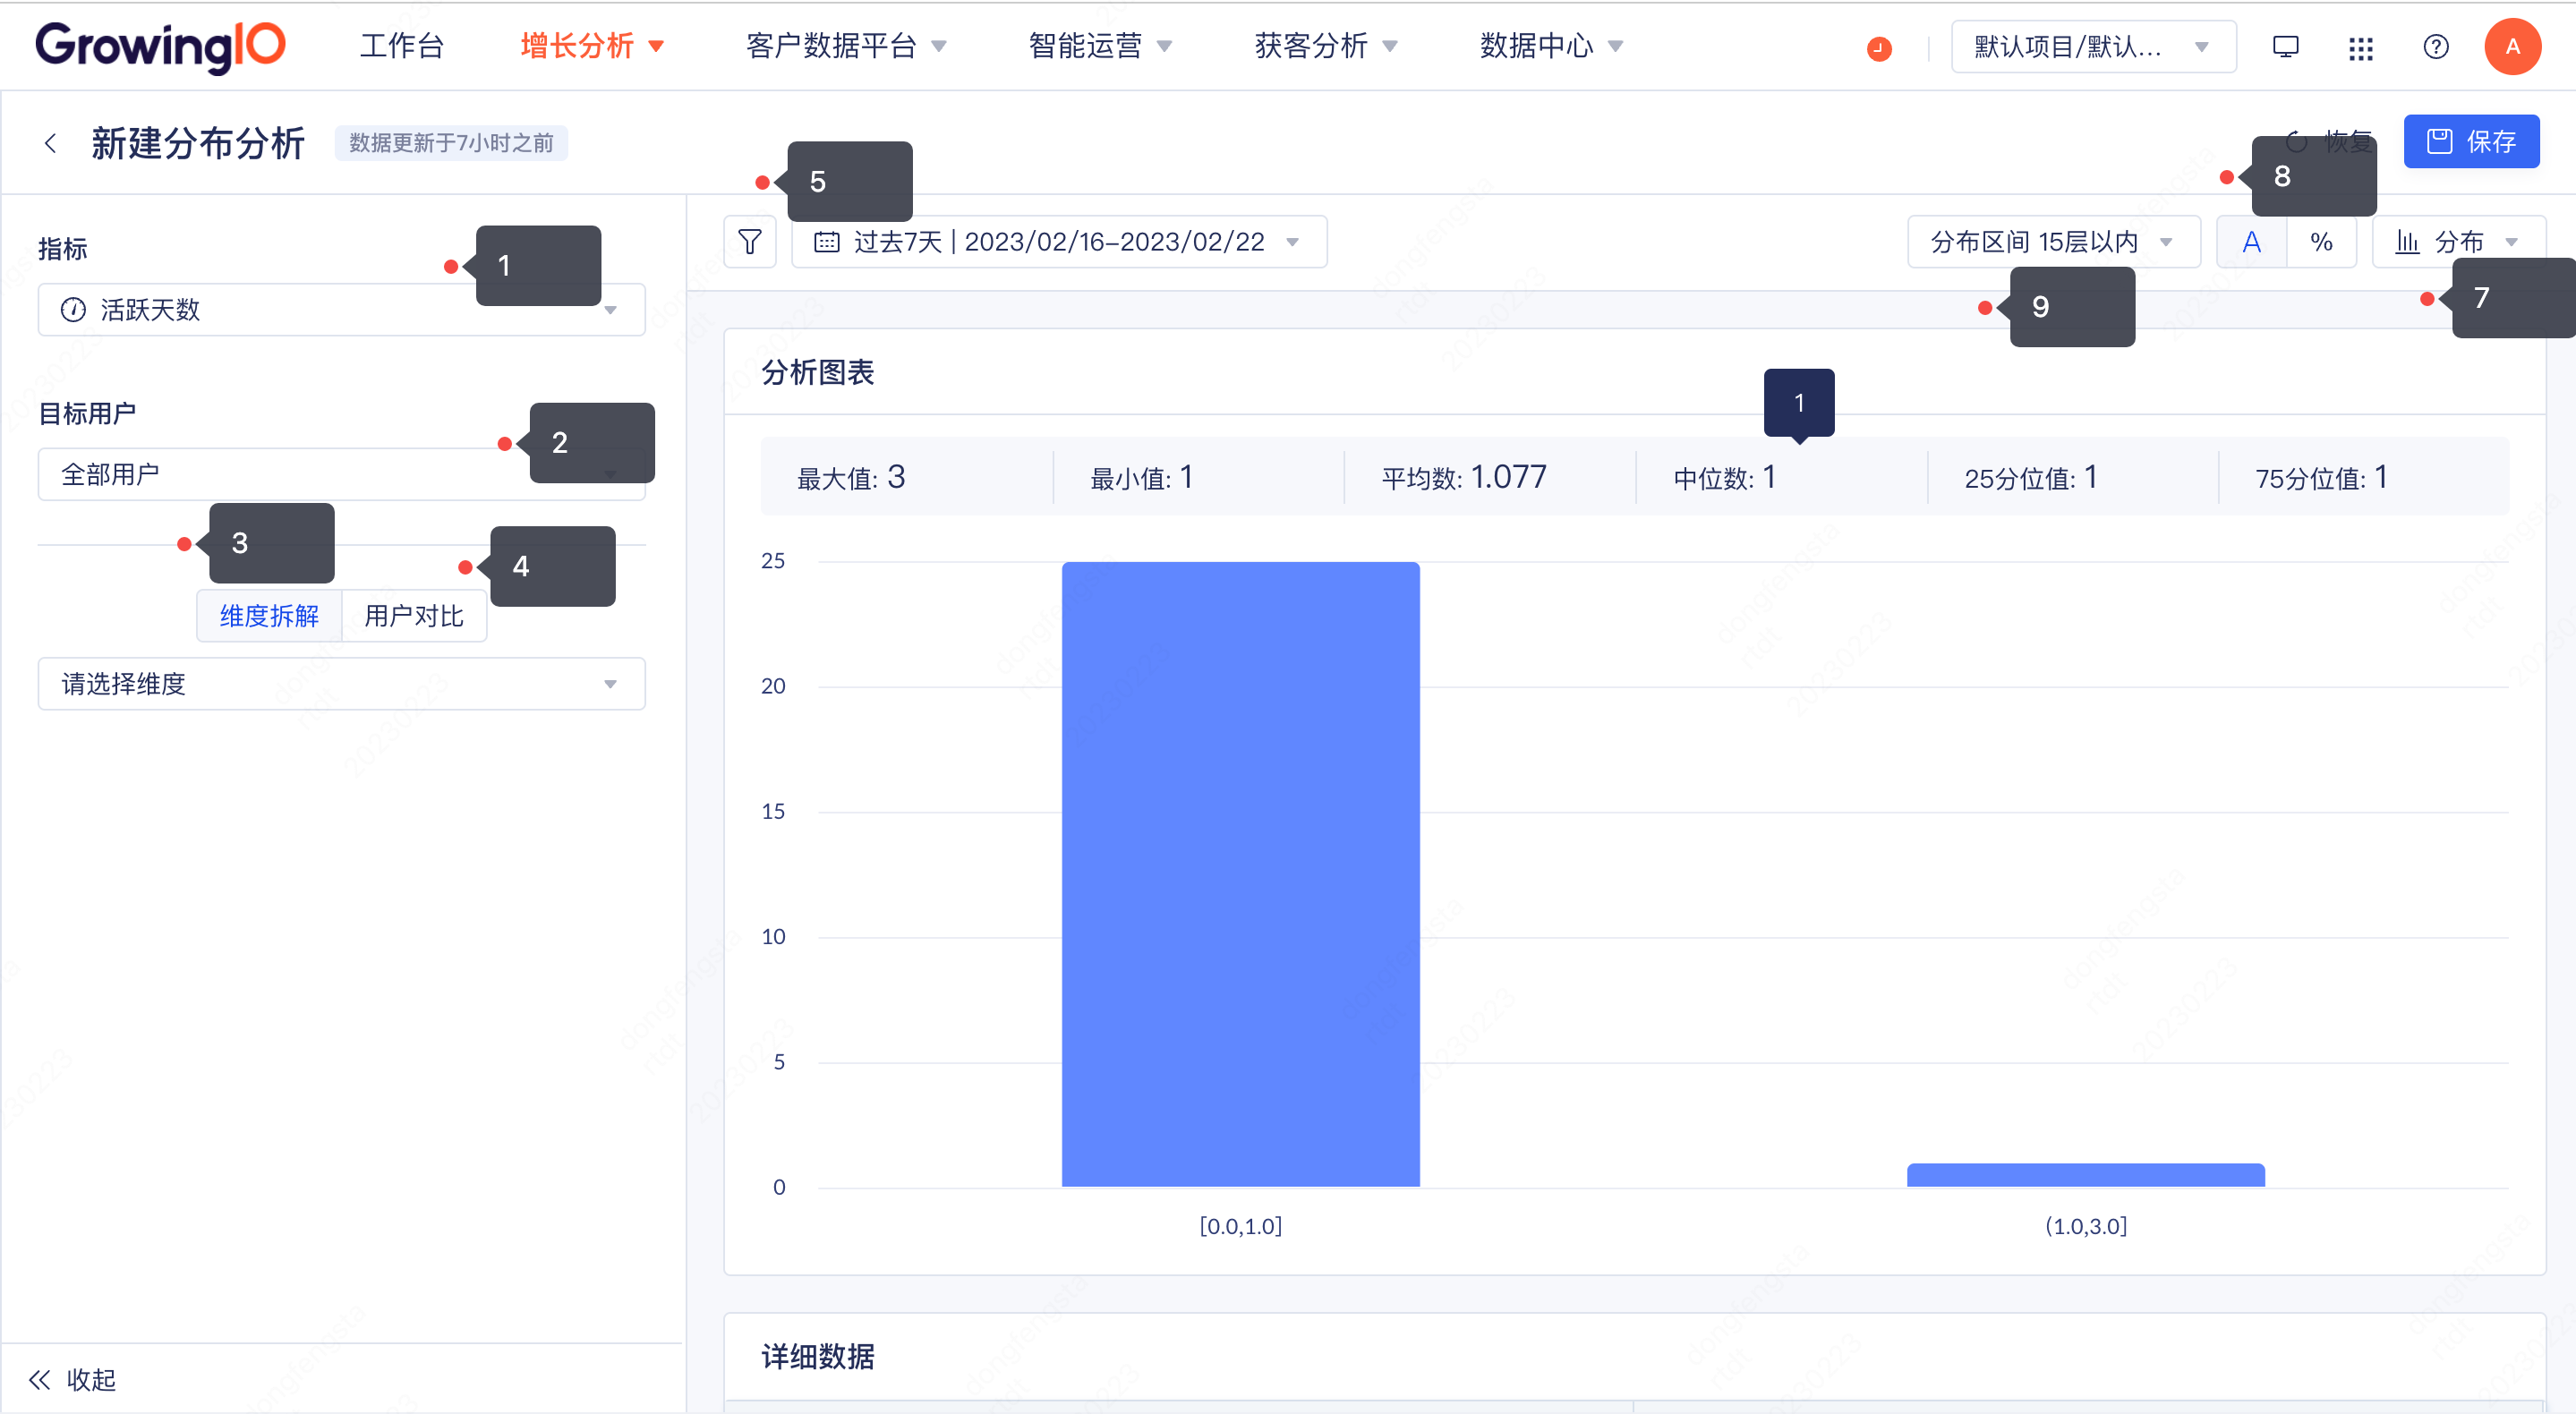 GrowingIO 工作台 增长分析 客户数据平台 智能运营 获客分析 数据中心 默认项目/默认... A
新建分布分析 数据更新于7小时之前 恢复 保存
5 8
指标 1 过去7天 | 2023/02/16-2023/02/22 分布区间 15层以内 A % 分布
活跃天数 9 7
分析图表
目标用户 2 1
全部用户 最大值: 3 最小值: 1 平均数: 1.077 中位数: 1 25分位值: 1 75分位值: 1
3 4
维度拆解 用户对比
请选择维度
25
20
15
10
5
0
[0.0,1.0] (1.0,3.0]
详细数据
收起
dongfengsta
rtdt
20230223